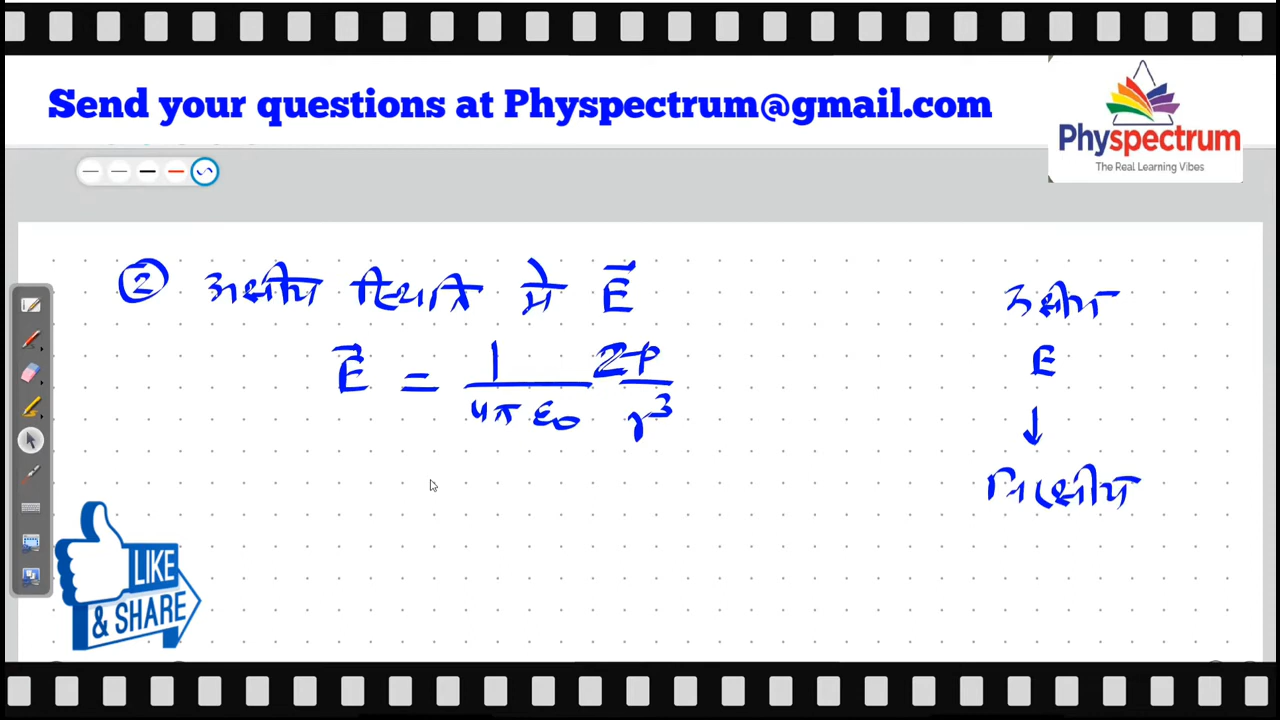 Send your questions at Physpectrum@gmail.com
Physpectrum
The Real Learning Vibes
② अक्षीय स्थिति में E⃗
E⃗ = 1/4πε₀ 2p/r³
अक्षीय
E
↓
निरक्षीय
LIKE
& SHARE